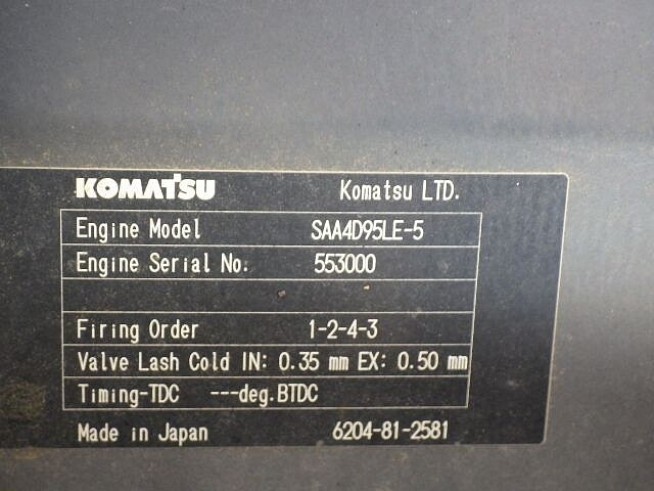 KOMATSU Komatsu LTD.
Engine Model SAA4D95LE-5
Engine Serial No. 553000
Firing Order 1-2-4-3
Valve Lash Cold IN: 0.35 mm EX: 0.50 mm
Timing-TDC ---deg.BTDC
Made in Japan 6204-81-2581